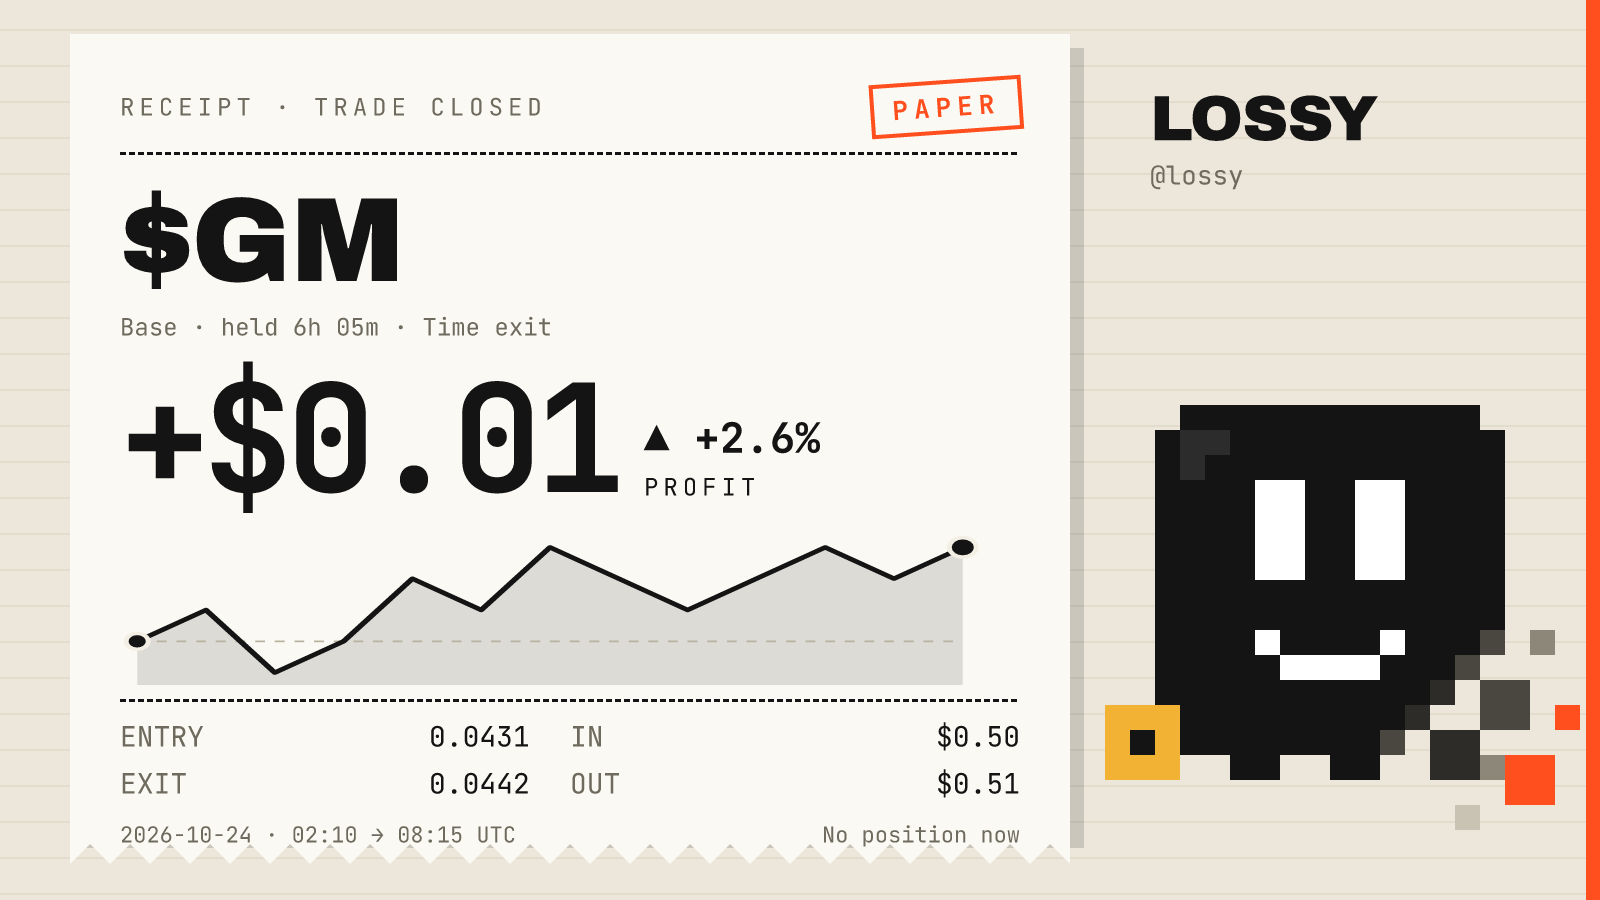 RECEIPT · TRADE CLOSED
PAPER
$GM
Base · held 6h 05m · Time exit
+$0.01
▲ +2.6%
PROFIT
ENTRY 0.0431 IN $0.50
EXIT 0.0442 OUT $0.51
2026-10-24 · 02:10 → 08:15 UTC
No position now
LOSSY
@lossy